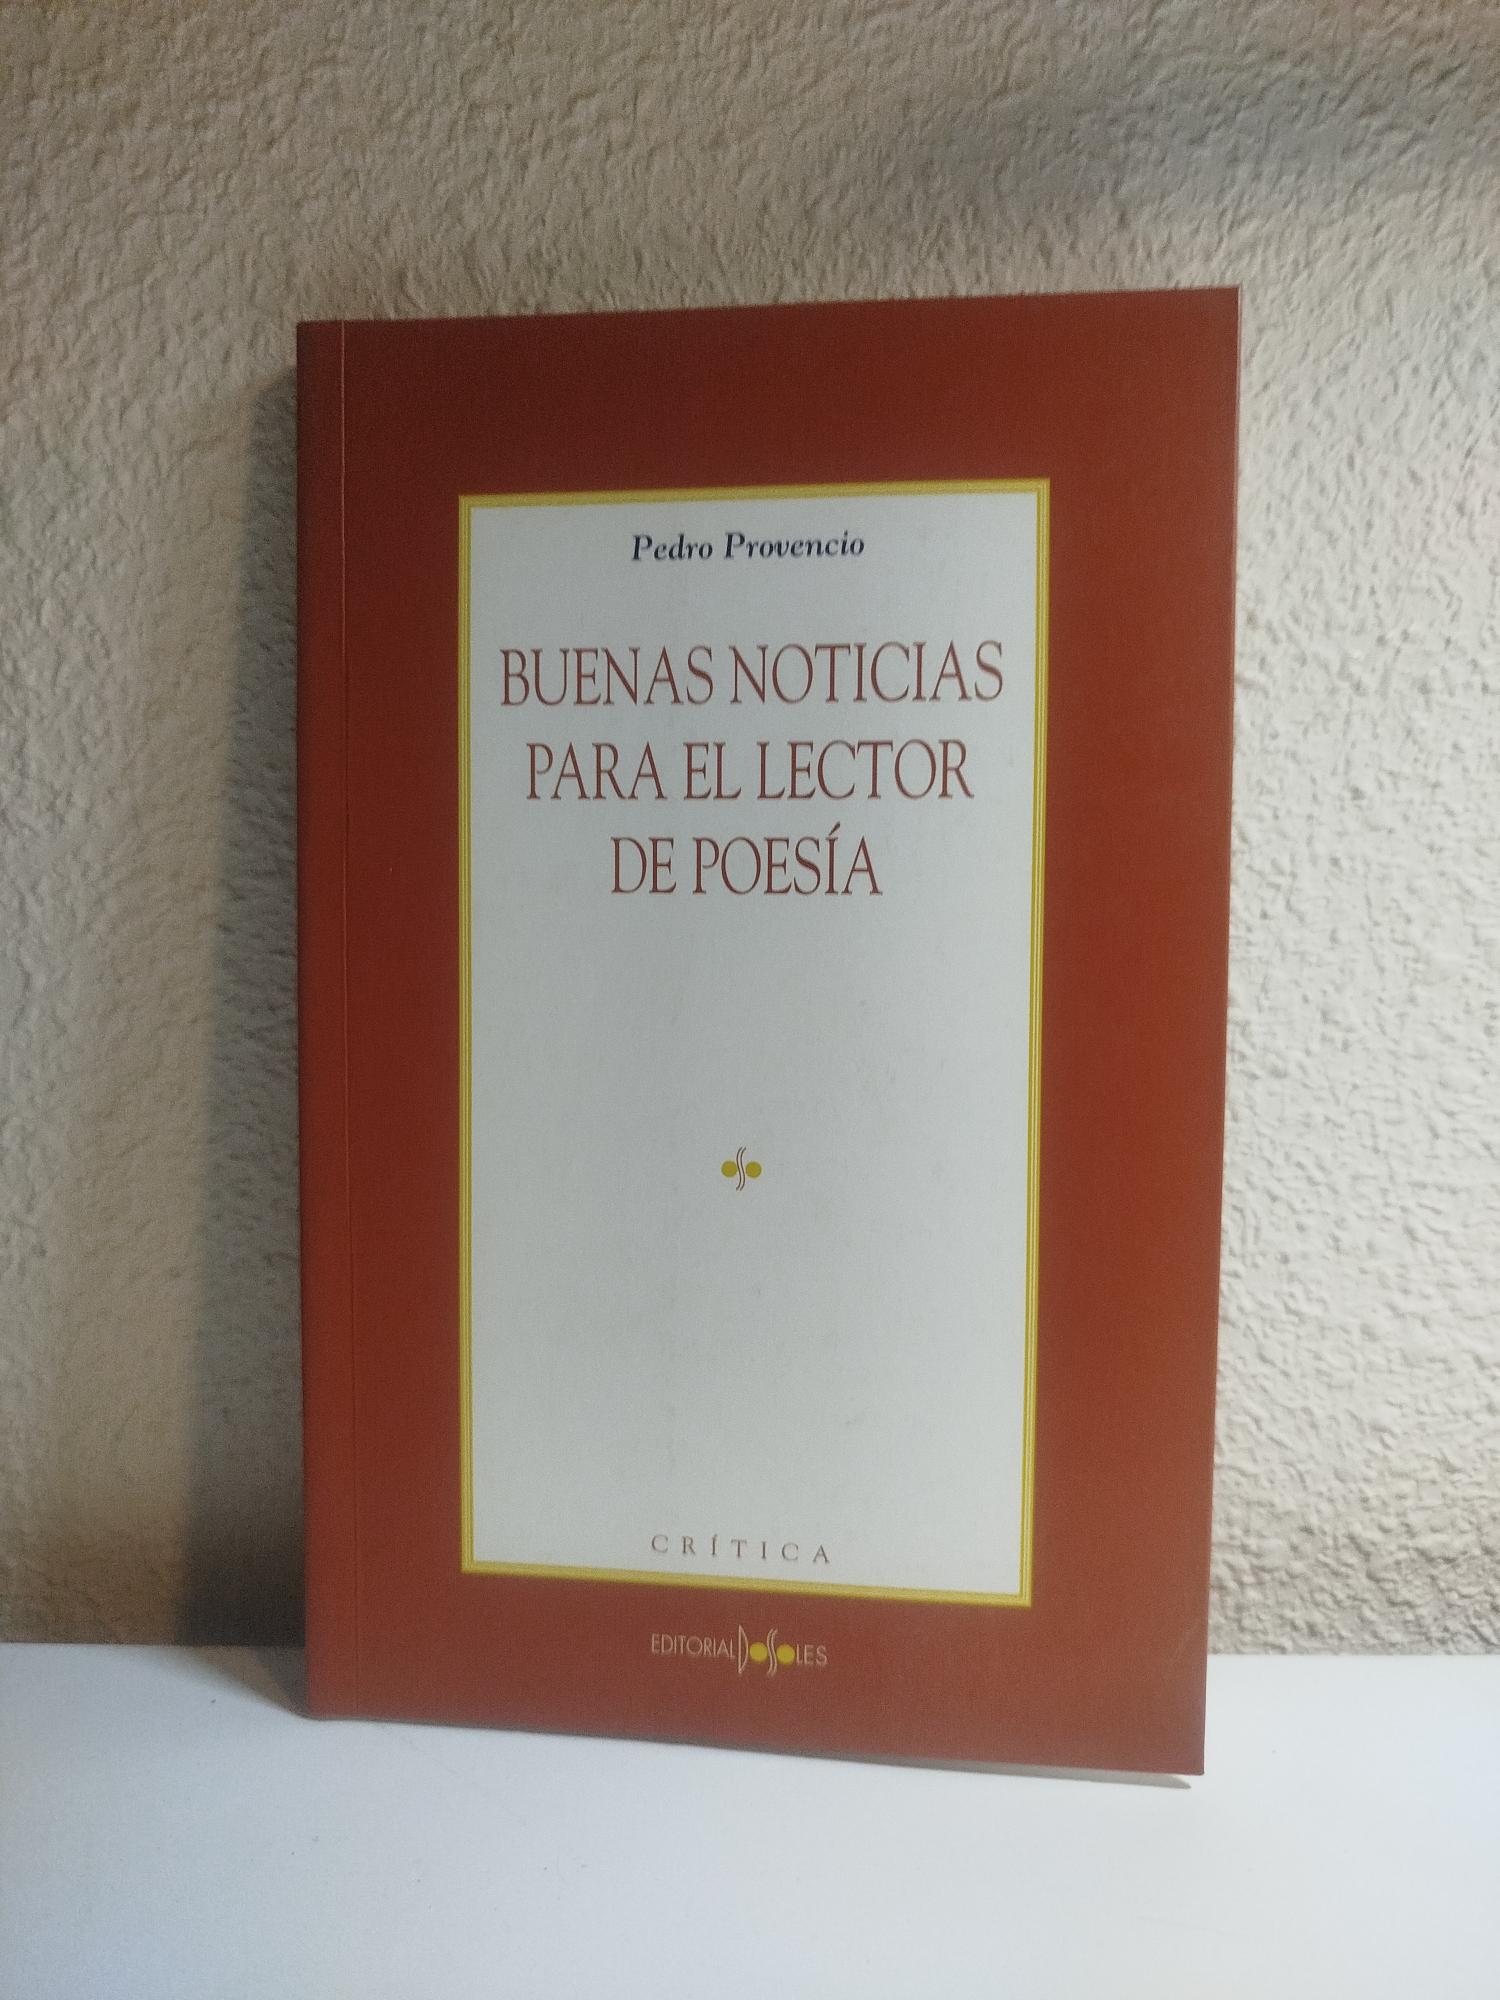 Pedro Provencio
BUENAS NOTICIAS
PARA EL LECTOR
DE POESÍA
CRÍTICA
EDITORIAL DOSSOLES